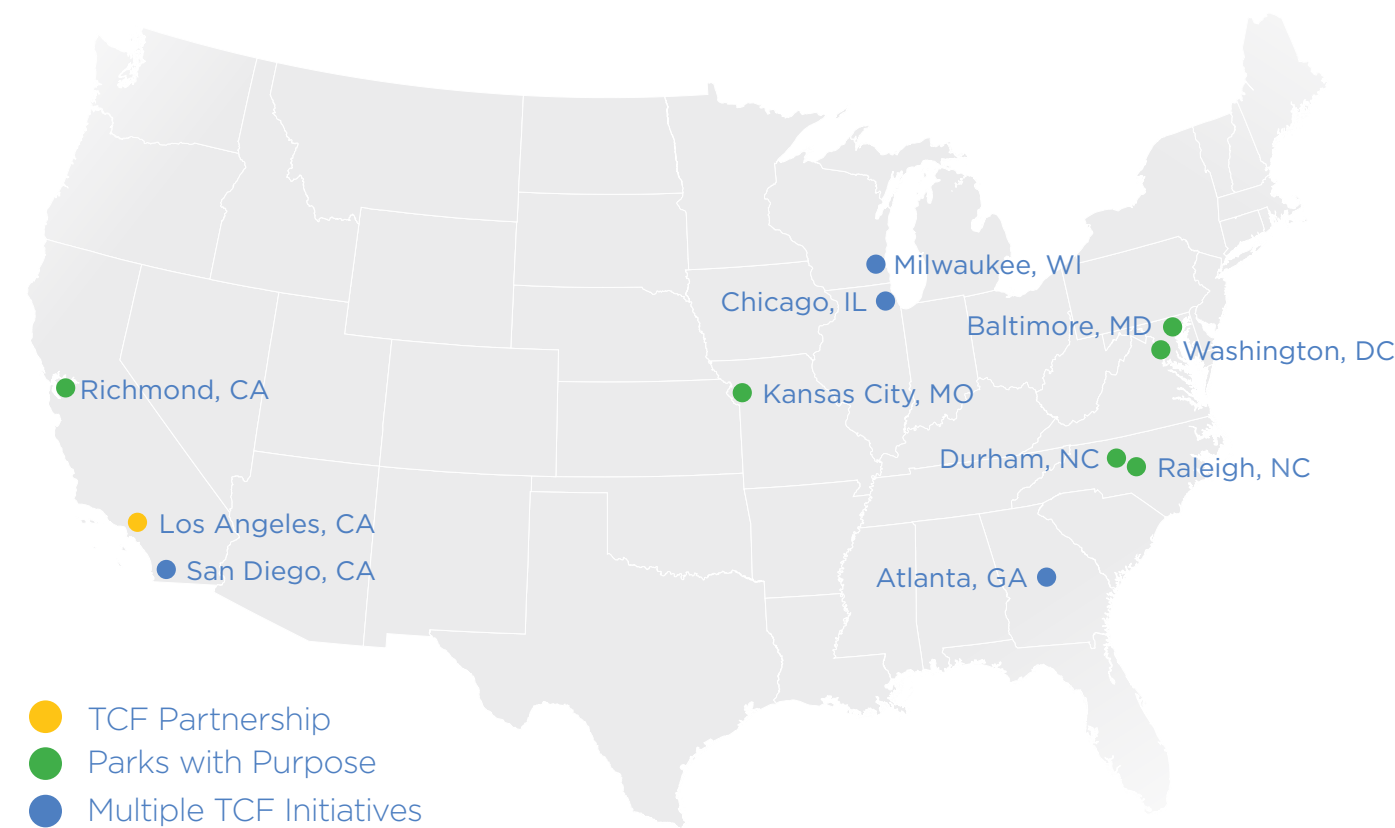 Milwaukee, WI
Chicago, IL
Baltimore, MD
Washington, DC
Richmond, CA
Kansas City, MO
Durham, NC
Raleigh, NC
Los Angeles, CA
San Diego, CA
Atlanta, GA
TCF Partnership
Parks with Purpose
Multiple TCF Initiatives